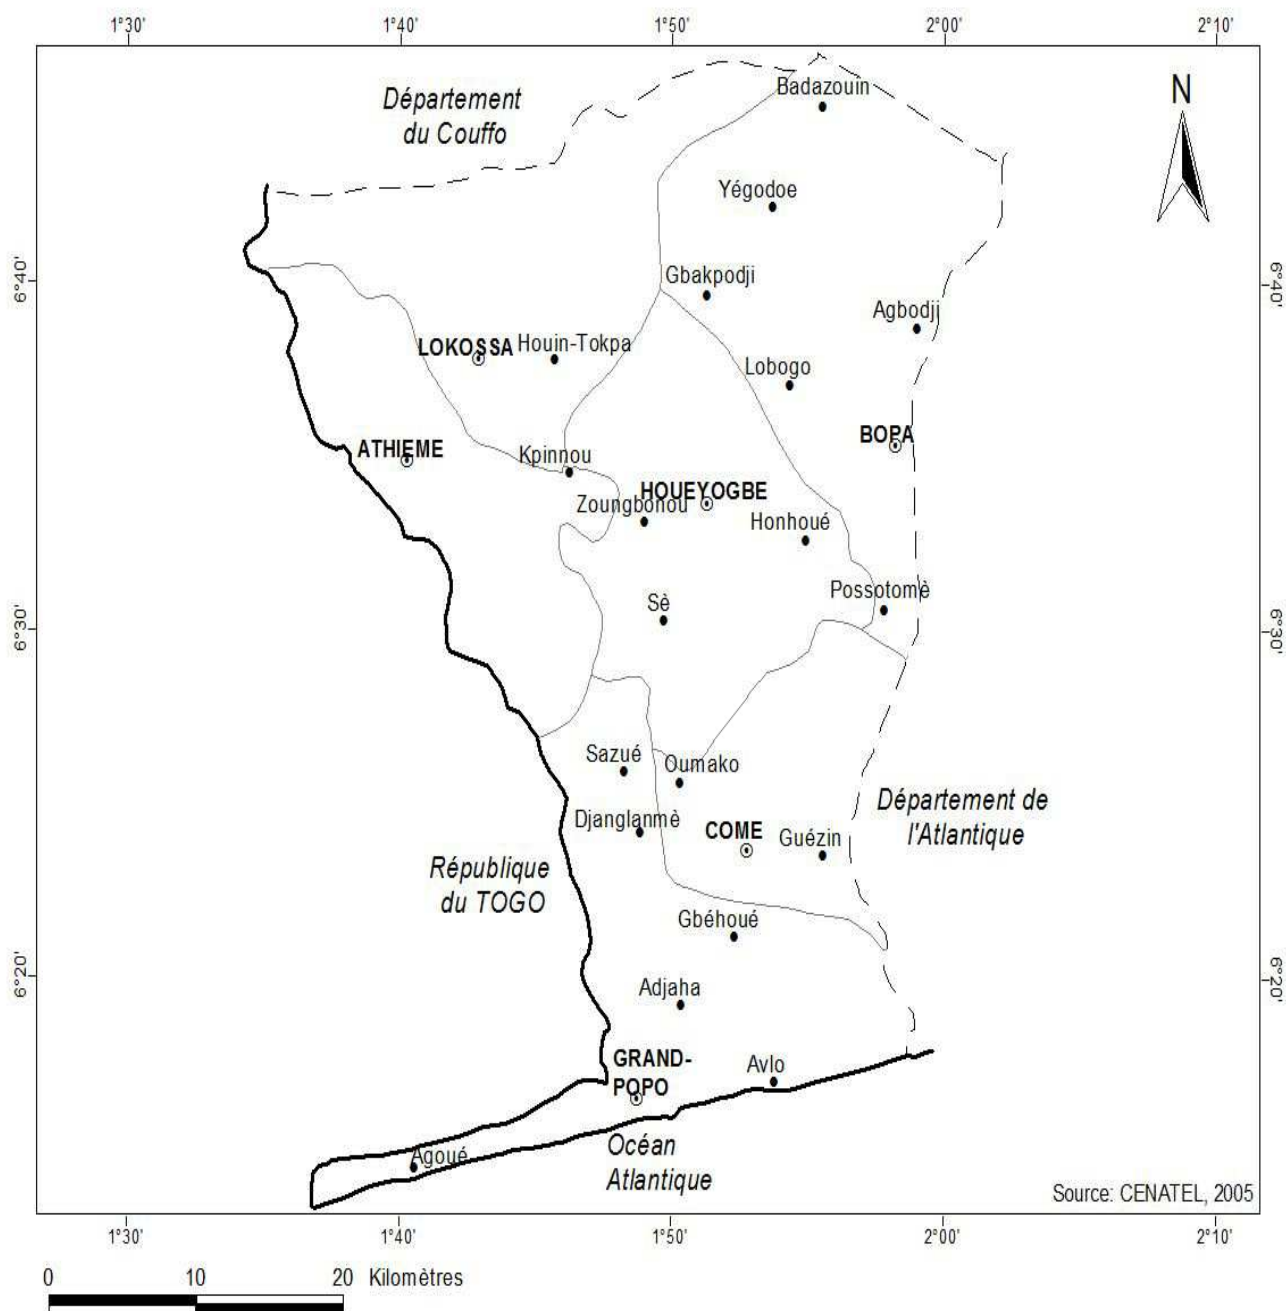 1°30' 1°40' 1°50' 2°00' 2°10'
Badazouin
N
Département
du Couffo
Yégodoe
Gbakpodji
6°40' 6°40'
Agbodji
LOKOSSA Houin-Tokpa
Lobogo
BOPA
ATHIEME
Kpinnou
HOUEYOGBE
Zoungbonou
Honhoué
Possotomè
Sè
6°30' 6°30'
Sazué
Oumako
Département de
l'Atlantique
Djanglanmè
COME
Guézin
République
du TOGO
Gbéhoué
6°20' 6°20'
Adjaha
GRAND-
POPO
Avlo
Océan
Atlantique
Agoué
Source: CENATEL, 2005
1°30' 1°40' 1°50' 2°00' 2°10'
0 10 20 Kilomètres